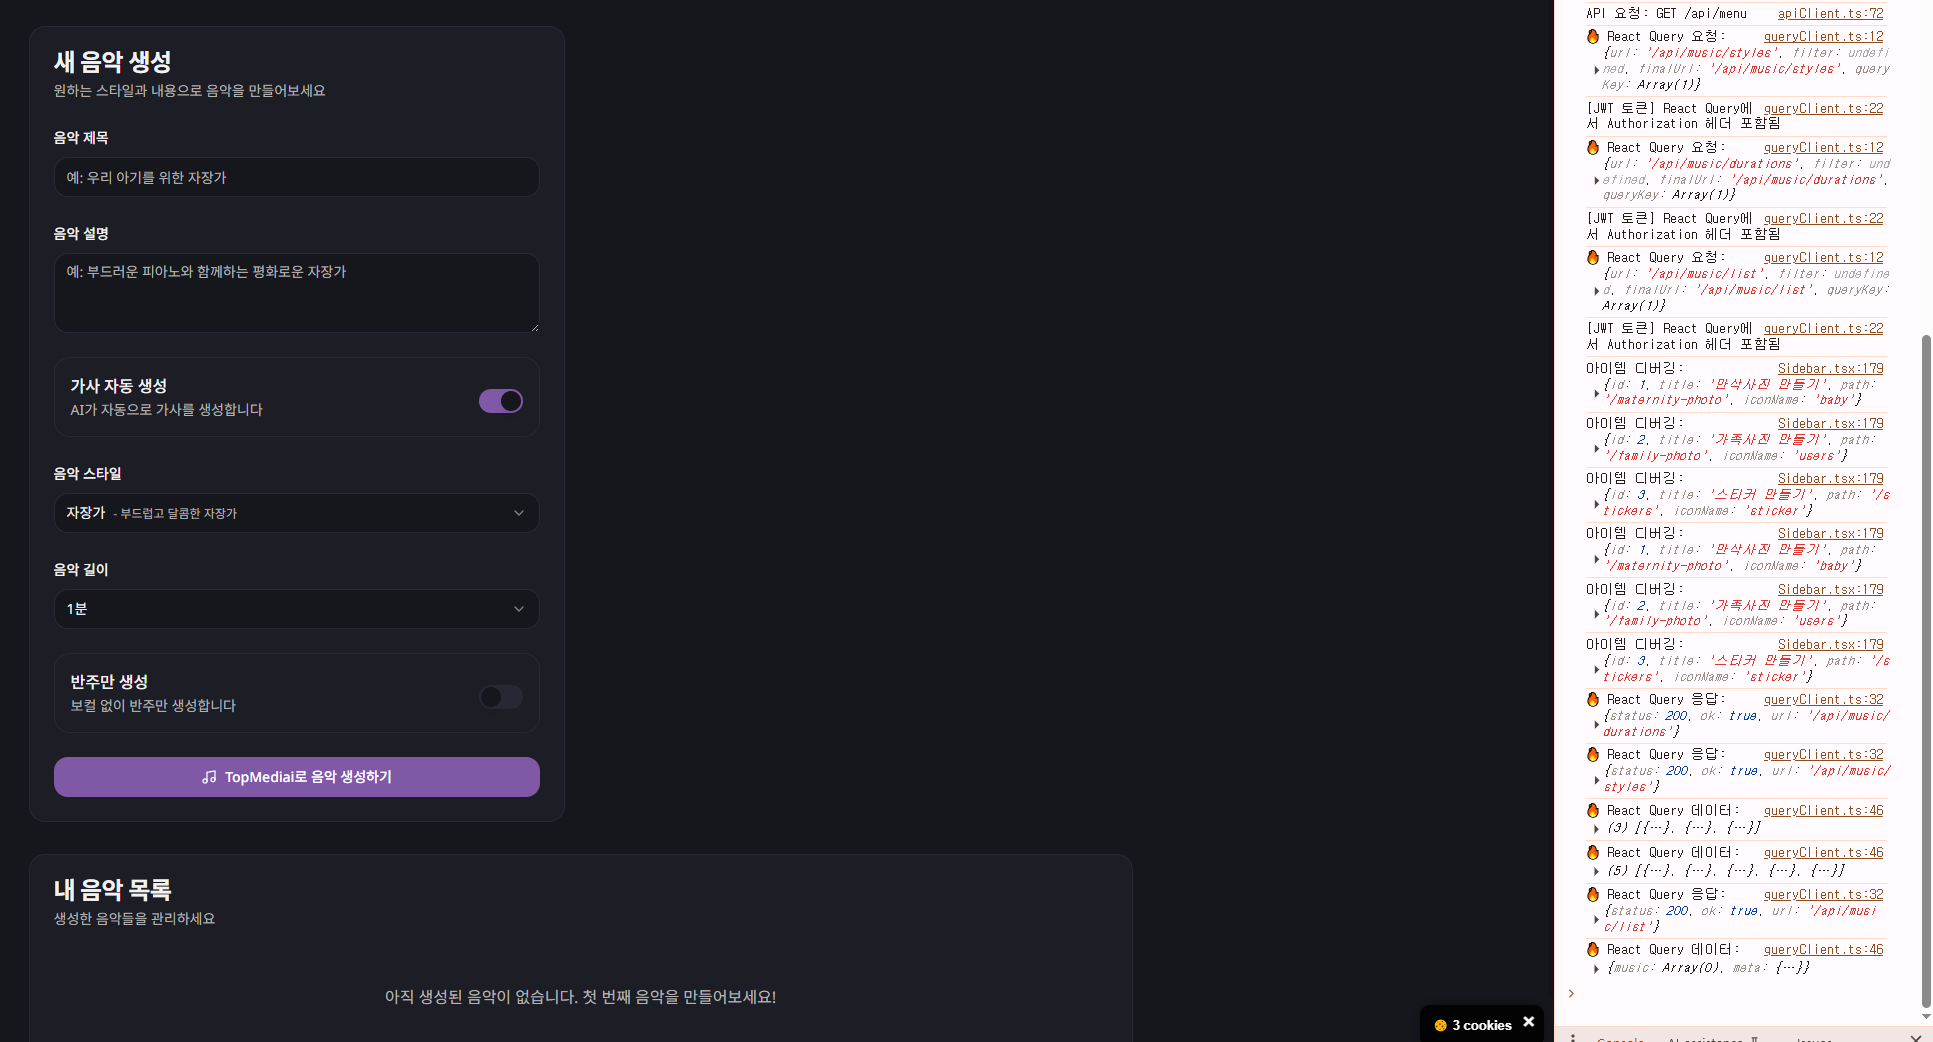 새 음악 생성
원하는 스타일과 내용으로 음악을 만들어보세요
음악 제목
예: 우리 아기를 위한 자장가
음악 설명
예: 부드러운 피아노와 함께하는 평화로운 자장가
가사 자동 생성
AI가 자동으로 가사를 생성합니다
음악 스타일
자장가 - 부드럽고 달콤한 자장가
음악 길이
1분
반주만 생성
보컬 없이 반주만 생성합니다
TopMediai로 음악 생성하기
내 음악 목록
생성한 음악들을 관리하세요
아직 생성된 음악이 없습니다. 첫 번째 음악을 만들어보세요!
3 cookies
API 요청: GET /api/menu apiClient.ts:72
React Query 요청: queryClient.ts:12
{url: '/api/music/styles', filter: undefi
ned, finalUrl: '/api/music/styles', query
Key: Array(1)}
[JWT 토큰] React Query에 queryClient.ts:22
서 Authorization 헤더 포함됨
React Query 요청: queryClient.ts:12
{url: '/api/music/durations', filter: und
efined, finalUrl: '/api/music/durations',
queryKey: Array(1)}
[JWT 토큰] React Query에 queryClient.ts:22
서 Authorization 헤더 포함됨
React Query 요청: queryClient.ts:12
{url: '/api/music/list', filter: undefine
d, finalUrl: '/api/music/list', queryKey:
Array(1)}
[JWT 토큰] React Query에 queryClient.ts:22
서 Authorization 헤더 포함됨
아이템 디버깅: Sidebar.tsx:179
{id: 1, title: '만삭사진 만들기', path:
'/maternity-photo', iconName: 'baby'}
아이템 디버깅: Sidebar.tsx:179
{id: 2, title: '가족사진 만들기', path:
'/family-photo', iconName: 'users'}
아이템 디버깅: Sidebar.tsx:179
{id: 3, title: '스티커 만들기', path: '/s
tickers', iconName: 'sticker'}
아이템 디버깅: Sidebar.tsx:179
{id: 1, title: '만삭사진 만들기', path:
'/maternity-photo', iconName: 'baby'}
아이템 디버깅: Sidebar.tsx:179
{id: 2, title: '가족사진 만들기', path:
'/family-photo', iconName: 'users'}
아이템 디버깅: Sidebar.tsx:179
{id: 3, title: '스티커 만들기', path: '/s
tickers', iconName: 'sticker'}
React Query 응답: queryClient.ts:32
{status: 200, ok: true, url: '/api/music/
durations'}
React Query 응답: queryClient.ts:32
{status: 200, ok: true, url: '/api/music/
styles'}
React Query 데이터: queryClient.ts:46
(3) [{…}, {…}, {…}]
React Query 데이터: queryClient.ts:46
(5) [{…}, {…}, {…}, {…}, {…}]
React Query 응답: queryClient.ts:32
{status: 200, ok: true, url: '/api/musi
c/list'}
React Query 데이터: queryClient.ts:46
{music: Array(0), meta: {…}}
Console AI assistance Issues